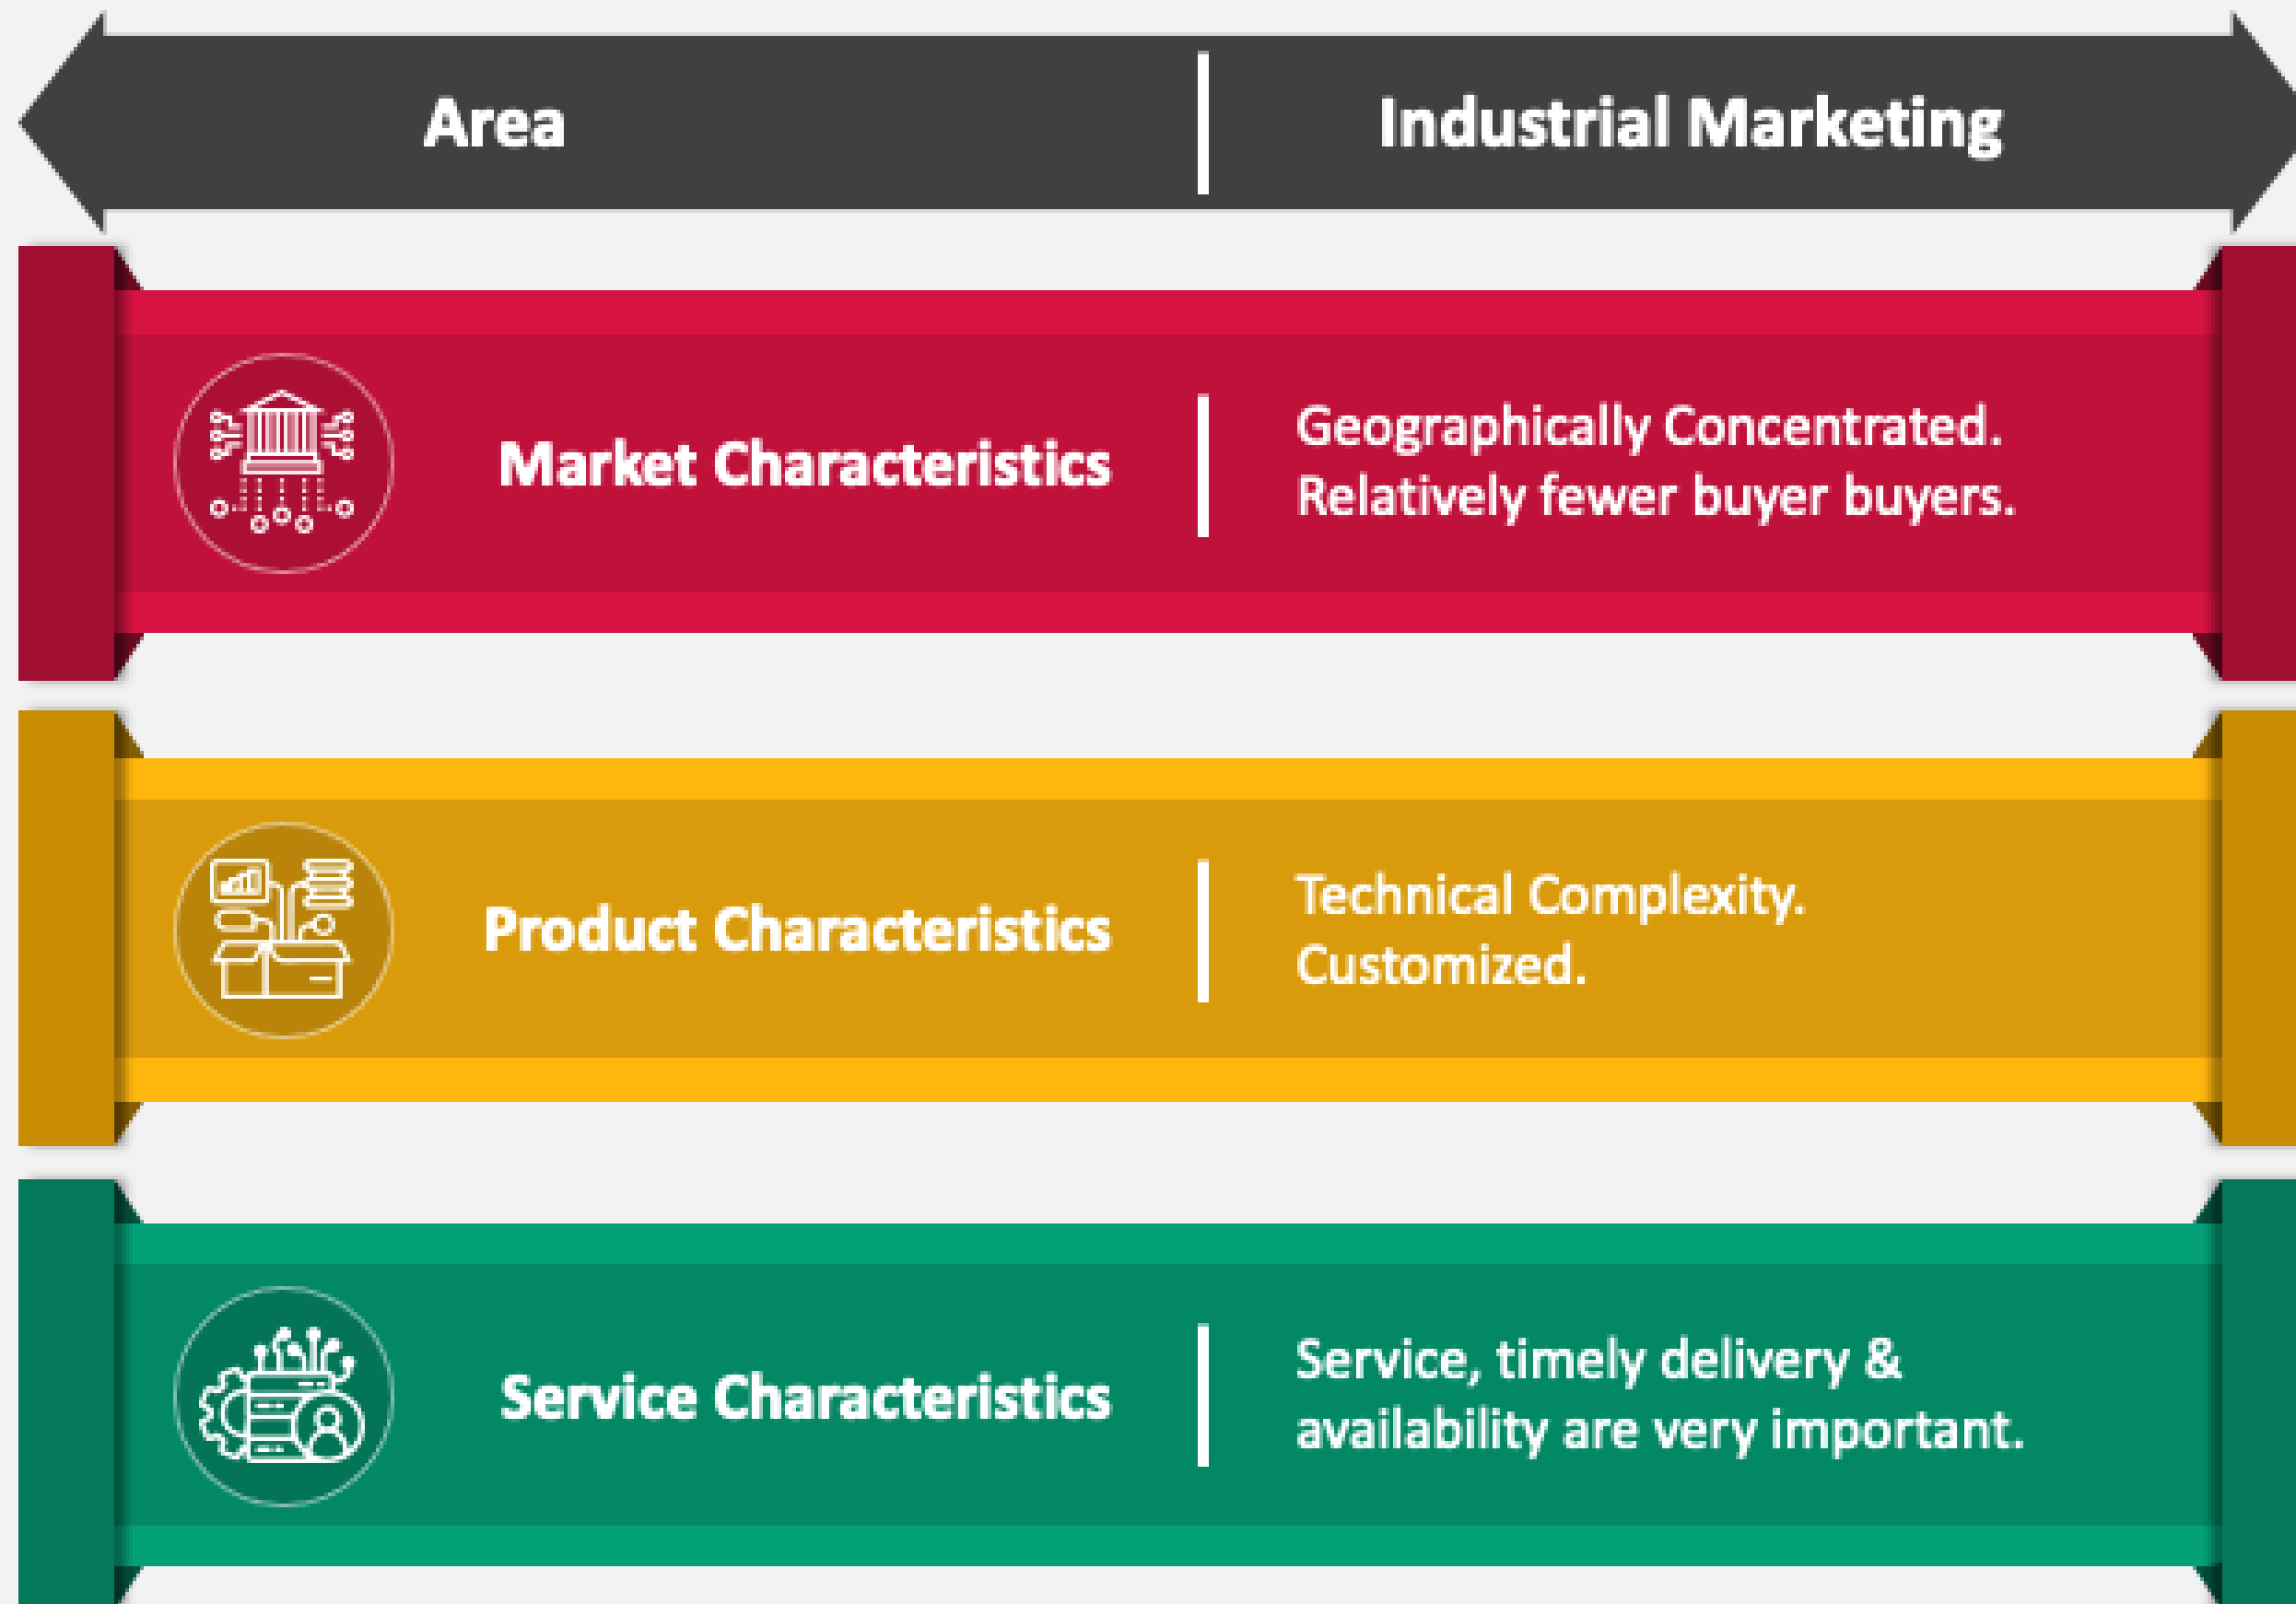 Area
Industrial Marketing
Market Characteristics
Geographically Concentrated.
Relatively fewer buyer buyers.
Product Characteristics
Technical Complexity.
Customized.
Service Characteristics
Service, timely delivery &
availability are very important.